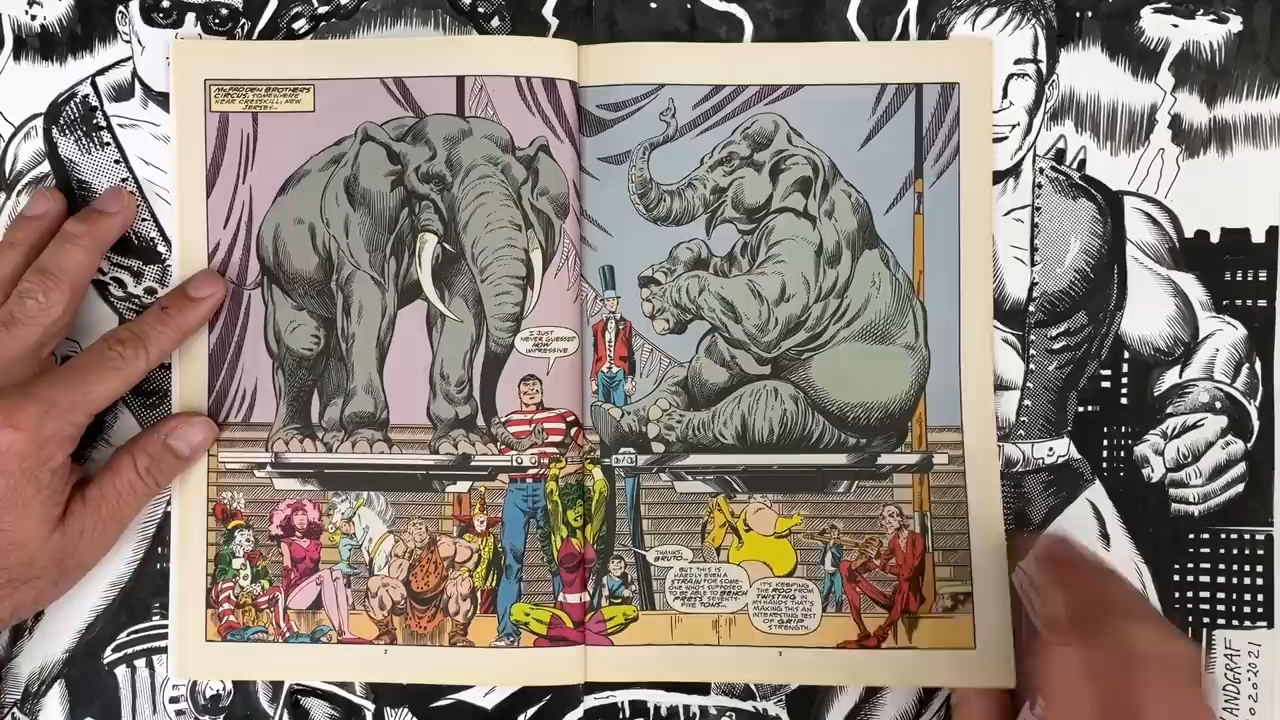 McFADDEN BROTHERS
CIRCUS, SOMEWHERE
NEAR CRESSKILL, NEW
JERSEY...
I JUST
NEVER GUESSED
HOW
IMPRESSIVE
THANKS,
BRUTO...
BUT THIS IS
HARDLY EVEN A
STRAIN FOR SOME-
ONE WHO'S SUPPOSED
TO BE ABLE TO BENCH
PRESS SEVENTY-
FIVE TONS...
IT'S KEEPING
THE ROD FROM
TWISTING IN
MY HANDS THAT'S
MAKING THIS AN
INTERESTING TEST
OF GRIP
STRENGTH.
2
3
ANDGRAF
020-2021